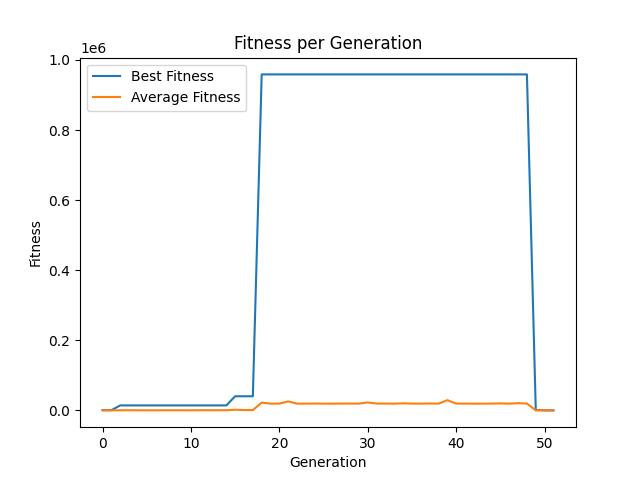 Fitness per Generation
1e6
Best Fitness
Average Fitness
1.0
0.8
0.6
0.4
0.2
0.0
Fitness
0 10 20 30 40 50
Generation